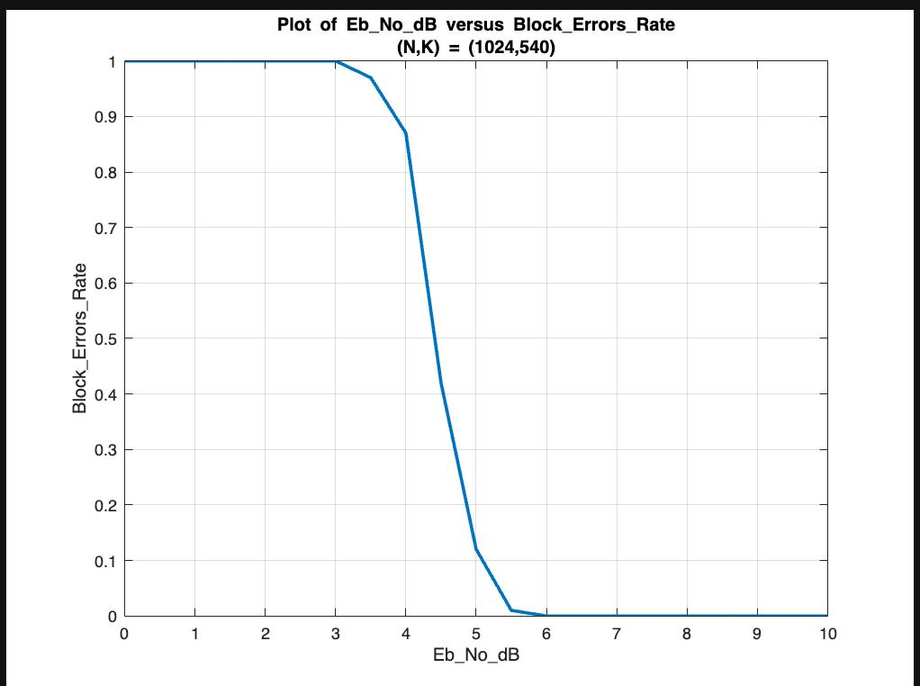 Plot of Eb_No_dB versus Block_Errors_Rate
(N,K) = (1024,540)
1
0.9
0.8
0.7
0.6
0.5
0.4
0.3
0.2
0.1
0
Block_Errors_Rate
0 1 2 3 4 5 6 7 8 9 10
Eb_No_dB